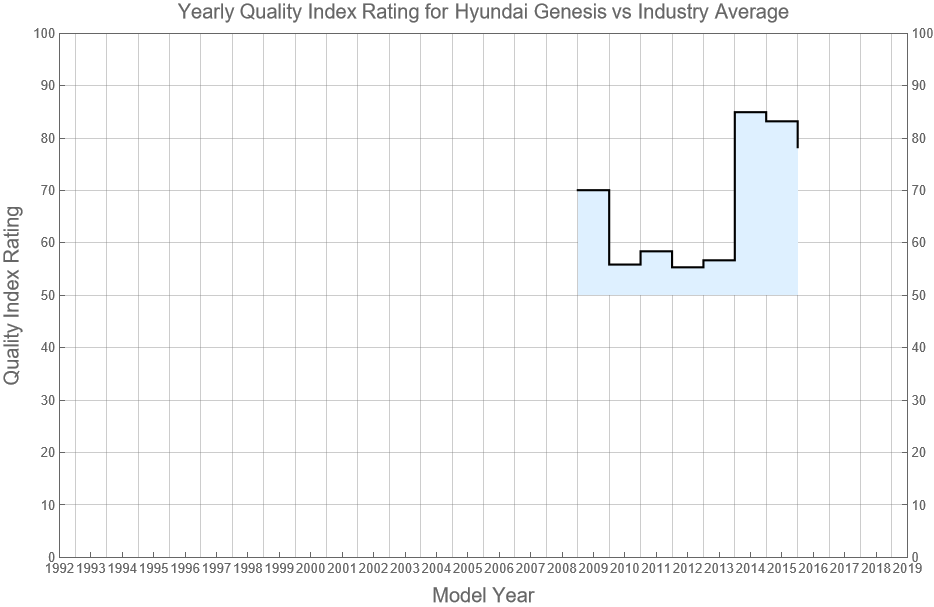 Yearly Quality Index Rating for Hyundai Genesis vs Industry Average
100 100
90 90
80 80
70 70
60 60
50 50
40 40
30 30
20 20
10 10
0 0
Quality Index Rating
1992 1993 1994 1995 1996 1997 1998 1999 2000 2001 2002 2003 2004 2005 2006 2007 2008 2009 2010 2011 2012 2013 2014 2015 2016 2017 2018 2019
Model Year